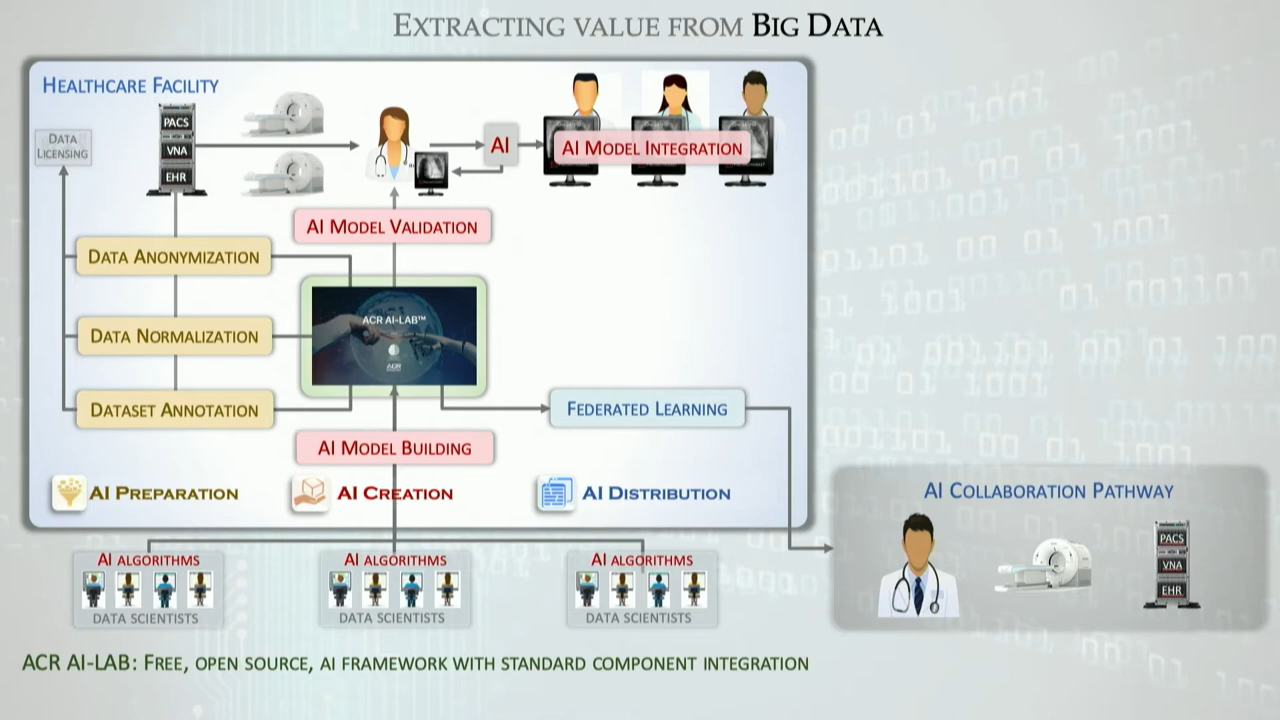 EXTRACTING VALUE FROM BIG DATA
HEALTHCARE FACILITY
DATA
LICENSING
PACS
VNA
EHR
AI
AI MODEL INTEGRATION
AI MODEL VALIDATION
DATA ANONYMIZATION
ACR AI-LAB™
ACR
DATA NORMALIZATION
DATASET ANNOTATION
FEDERATED LEARNING
AI MODEL BUILDING
AI PREPARATION
AI CREATION
AI DISTRIBUTION
AI COLLABORATION PATHWAY
PACS
VNA
EHR
AI ALGORITHMS
DATA SCIENTISTS
AI ALGORITHMS
DATA SCIENTISTS
AI ALGORITHMS
DATA SCIENTISTS
ACR AI-LAB: FREE, OPEN SOURCE, AI FRAMEWORK WITH STANDARD COMPONENT INTEGRATION